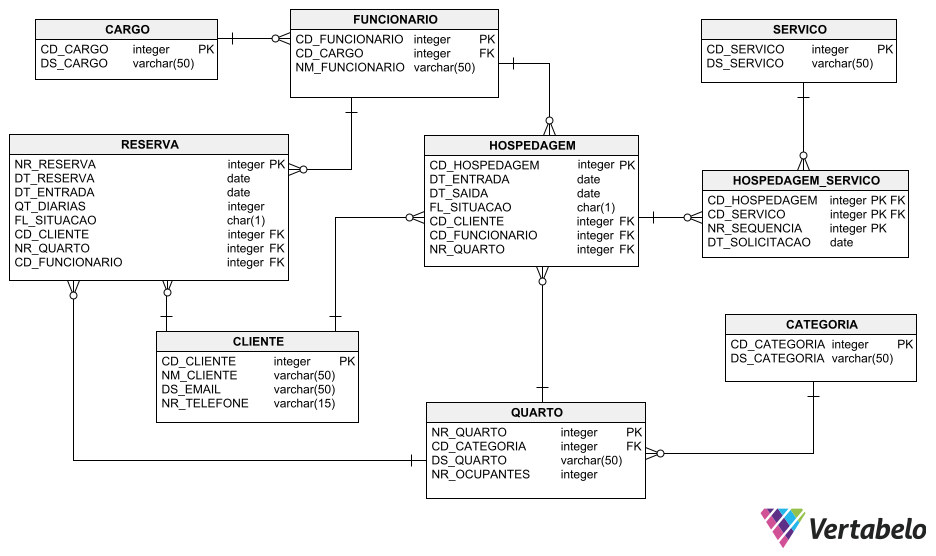 CARGO
CD_CARGO integer PK
DS_CARGO varchar(50)
FUNCIONARIO
CD_FUNCIONARIO integer PK
CD_CARGO integer FK
NM_FUNCIONARIO varchar(50)
SERVICO
CD_SERVICO integer PK
DS_SERVICO varchar(50)
RESERVA
NR_RESERVA integer PK
DT_RESERVA date
DT_ENTRADA date
QT_DIARIAS integer
FL_SITUACAO char(1)
CD_CLIENTE integer FK
NR_QUARTO integer FK
CD_FUNCIONARIO integer FK
HOSPEDAGEM
CD_HOSPEDAGEM integer PK
DT_ENTRADA date
DT_SAIDA date
FL_SITUACAO char(1)
CD_CLIENTE integer FK
CD_FUNCIONARIO integer FK
NR_QUARTO integer FK
HOSPEDAGEM_SERVICO
CD_HOSPEDAGEM integer PK FK
CD_SERVICO integer PK FK
NR_SEQUENCIA integer PK
DT_SOLICITACAO date
CLIENTE
CD_CLIENTE integer PK
NM_CLIENTE varchar(50)
DS_EMAIL varchar(50)
NR_TELEFONE varchar(15)
CATEGORIA
CD_CATEGORIA integer PK
DS_CATEGORIA varchar(50)
QUARTO
NR_QUARTO integer PK
CD_CATEGORIA integer FK
DS_QUARTO varchar(50)
NR_OCUPANTES integer
Vertabelo